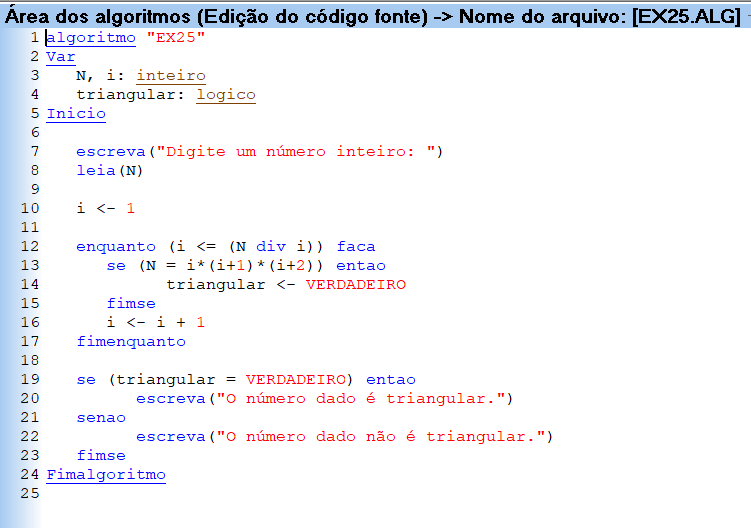 Área dos algoritmos (Edição do código fonte) -> Nome do arquivo: [EX25.ALG]
1 algoritmo "EX25"
2 Var
3    N, i: inteiro
4    triangular: logico
5 Inicio
6
7    escreva("Digite um número inteiro: ")
8    leia(N)
9
10    i <- 1
11
12    enquanto (i <= (N div i)) faca
13       se (N = i*(i+1)*(i+2)) entao
14             triangular <- VERDADEIRO
15       fimse
16       i <- i + 1
17    fimenquanto
18
19    se (triangular = VERDADEIRO) entao
20          escreva("O número dado é triangular.")
21    senao
22          escreva("O número dado não é triangular.")
23    fimse
24 Fimalgoritmo
25